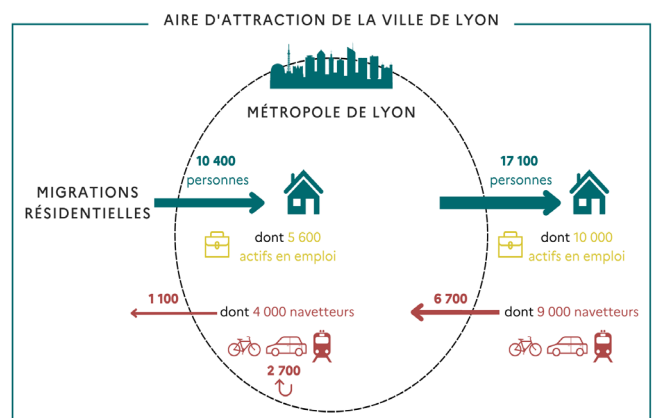 AIRE D'ATTRACTION DE LA VILLE DE LYON
MÉTROPOLE DE LYON
MIGRATIONS
RÉSIDENTIELLES
10 400
personnes
dont 5 600
actifs en emploi
1 100
dont 4 000 navetteurs
2 700
17 100
personnes
dont 10 000
actifs en emploi
6 700
dont 9 000 navetteurs